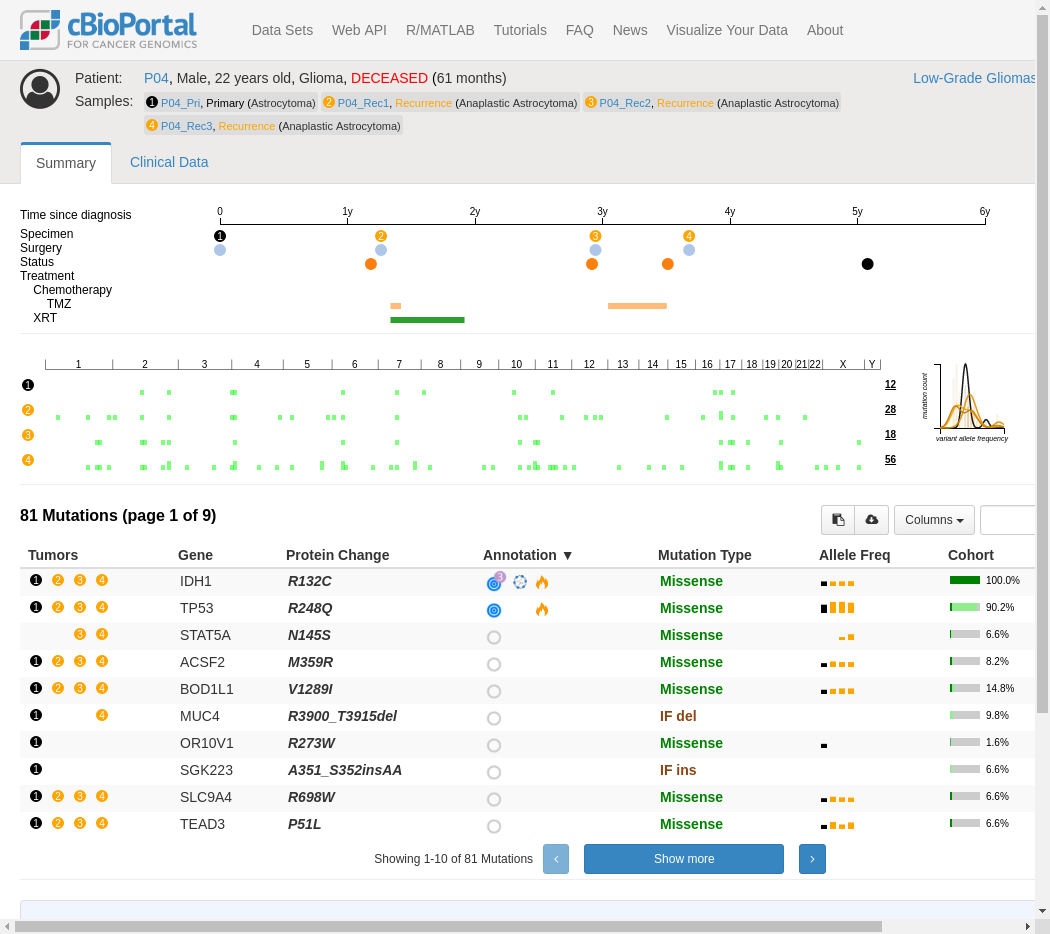 cBioPortal
FOR CANCER GENOMICS
Data Sets Web API R/MATLAB Tutorials FAQ News Visualize Your Data About
Patient: P04, Male, 22 years old, Glioma, DECEASED (61 months) Low-Grade Gliomas
Samples: 1 P04_Pri, Primary (Astrocytoma) 2 P04_Rec1, Recurrence (Anaplastic Astrocytoma) 3 P04_Rec2, Recurrence (Anaplastic Astrocytoma)
4 P04_Rec3, Recurrence (Anaplastic Astrocytoma)
Summary Clinical Data
Time since diagnosis 0 1y 2y 3y 4y 5y 6y
Specimen 1 2 3 4
Surgery
Status
Treatment
Chemotherapy
TMZ
XRT
1 2 3 4 5 6 7 8 9 10 11 12 13 14 15 16 17 18 19 20 21 22 X Y
1 12
2 28
3 18
4 56
mutation count
variant allele frequency
81 Mutations (page 1 of 9) Columns
Tumors Gene Protein Change Annotation ▼ Mutation Type Allele Freq Cohort
1 2 3 4 IDH1 R132C 3 Missense 100.0%
1 2 3 4 TP53 R248Q Missense 90.2%
3 4 STAT5A N145S Missense 6.6%
1 2 3 4 ACSF2 M359R Missense 8.2%
1 2 3 4 BOD1L1 V1289I Missense 14.8%
1 4 MUC4 R3900_T3915del IF del 9.8%
1 OR10V1 R273W Missense 1.6%
1 SGK223 A351_S352insAA IF ins 6.6%
1 2 3 4 SLC9A4 R698W Missense 6.6%
1 2 3 4 TEAD3 P51L Missense 6.6%
Showing 1-10 of 81 Mutations ‹ Show more ›